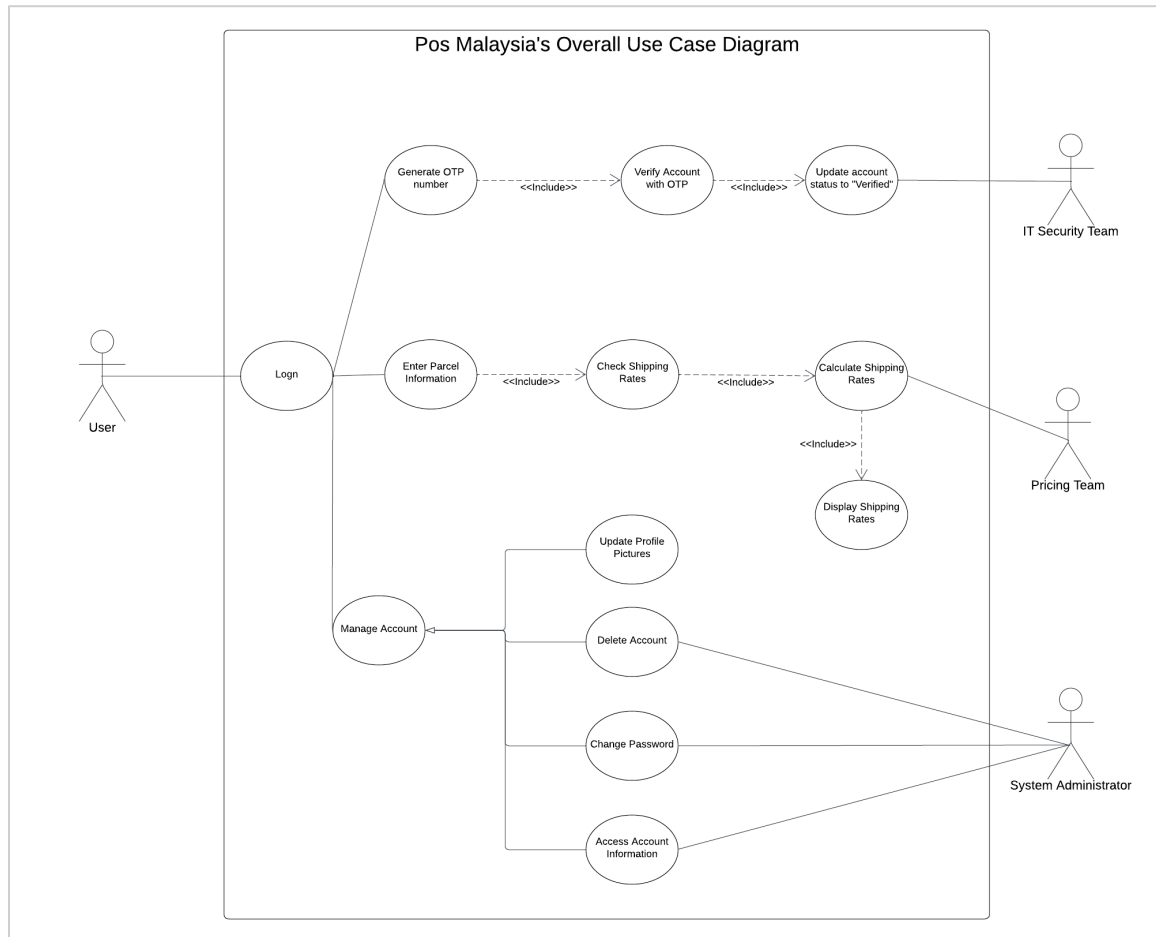 Pos Malaysia's Overall Use Case Diagram
Generate OTP
number
<<Include>>
Verify Account
with OTP
<<Include>>
Update account
status to "Verified"
IT Security Team
User
Logn
Enter Parcel
Information
<<Include>>
Check Shipping
Rates
<<Include>>
Calculate Shipping
Rates
<<Include>>
Display Shipping
Rates
Pricing Team
Manage Account
Update Profile
Pictures
Delete Account
Change Password
Access Account
Information
System Administrator